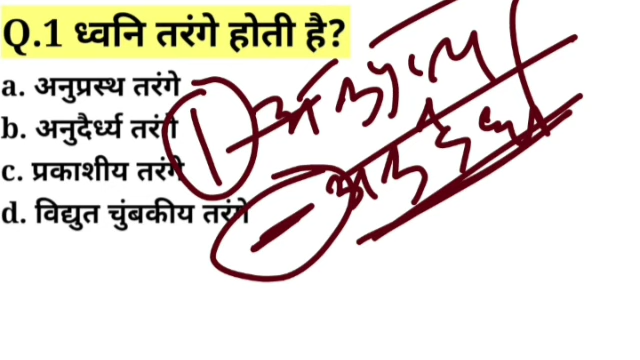 Q.1 ध्वनि तरंगे होती है?
a. अनुप्रस्थ तरंगे
b. अनुदैर्ध्य तरंगे
c. प्रकाशीय तरंगे
d. विद्युत चुंबकीय तरंगे